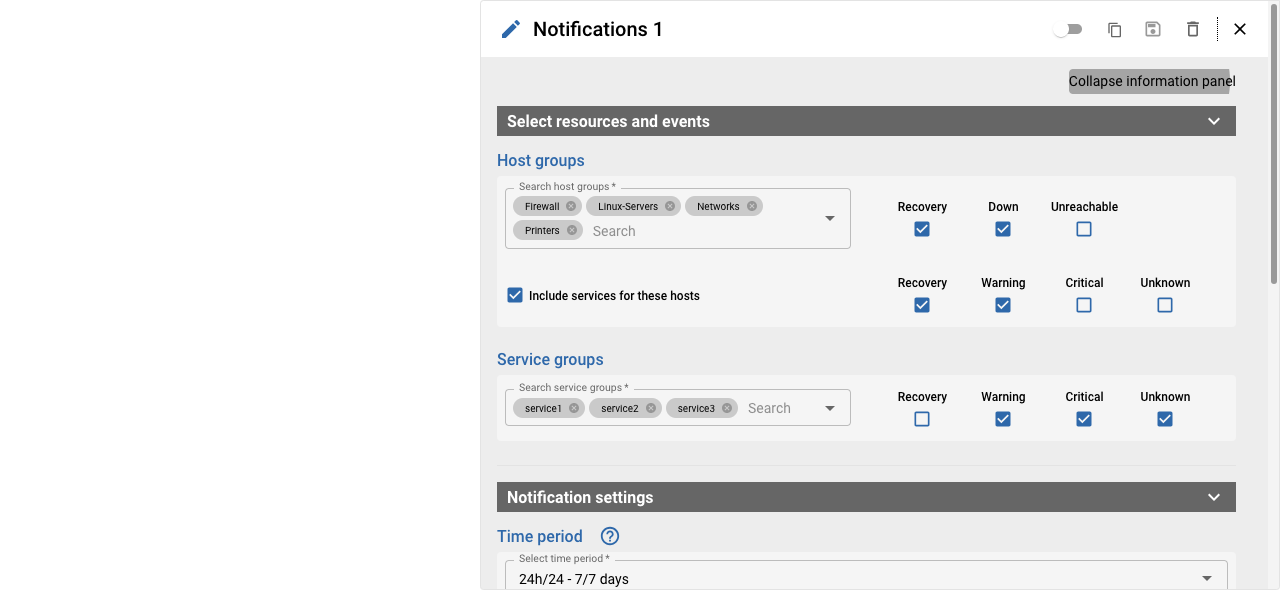 Notifications 1
Collapse information panel
Select resources and events
Host groups
Search host groups *
Firewall Linux-Servers Networks
Printers Search
Recovery Down Unreachable
Include services for these hosts
Recovery Warning Critical Unknown
Service groups
Search service groups *
service1 service2 service3 Search
Recovery Warning Critical Unknown
Notification settings
Time period ?
Select time period *
24h/24 - 7/7 days